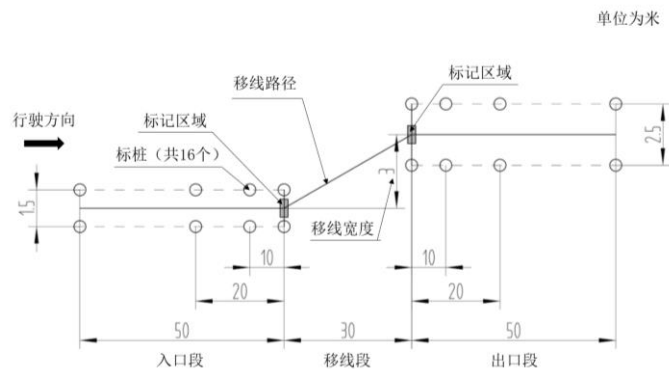 单位为米
标记区域
移线路径
行驶方向
标记区域
标桩（共16个）
2.5
3
1.5
移线宽度
10
10
20
20
50
30
50
入口段
移线段
出口段